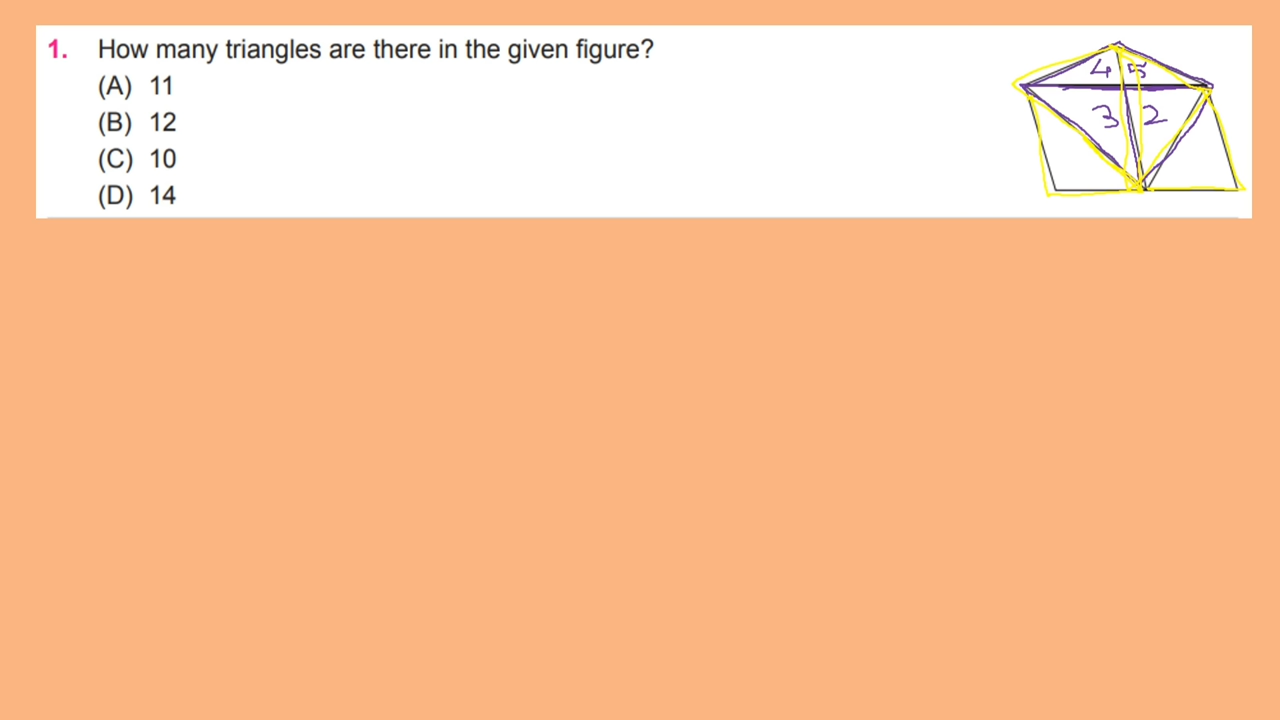 1. How many triangles are there in the given figure?
(A) 11
(B) 12
(C) 10
(D) 14
4 5
3 2